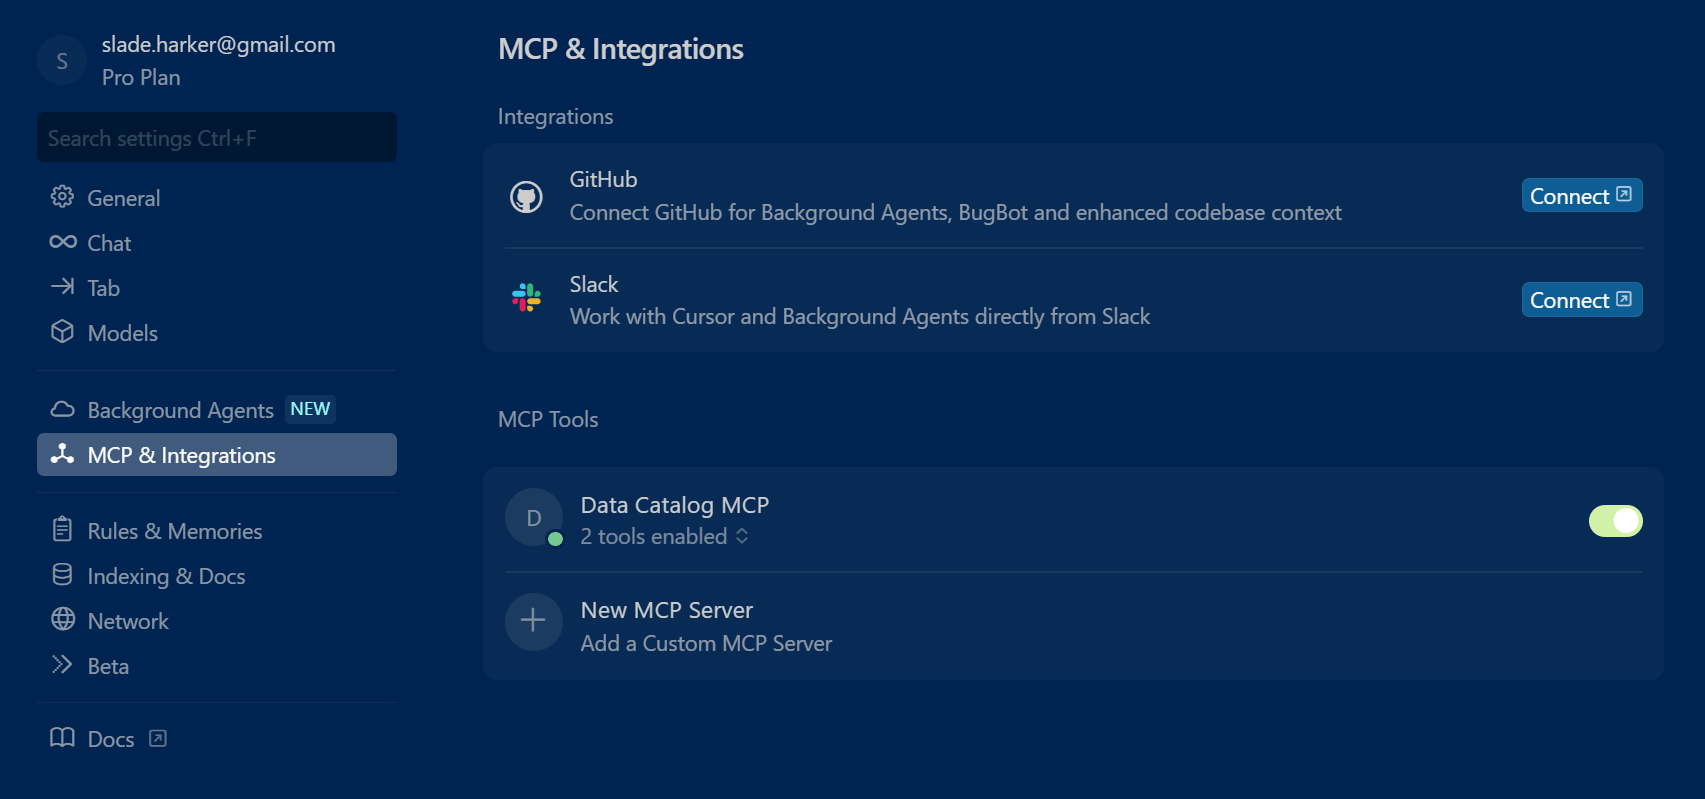 S
slade.harker@gmail.com
Pro Plan
Search settings Ctrl+F
General
Chat
Tab
Models
Background Agents NEW
MCP & Integrations
Rules & Memories
Indexing & Docs
Network
Beta
Docs
MCP & Integrations
Integrations
GitHub
Connect GitHub for Background Agents, BugBot and enhanced codebase context
Connect
Slack
Work with Cursor and Background Agents directly from Slack
Connect
MCP Tools
D
Data Catalog MCP
2 tools enabled
New MCP Server
Add a Custom MCP Server